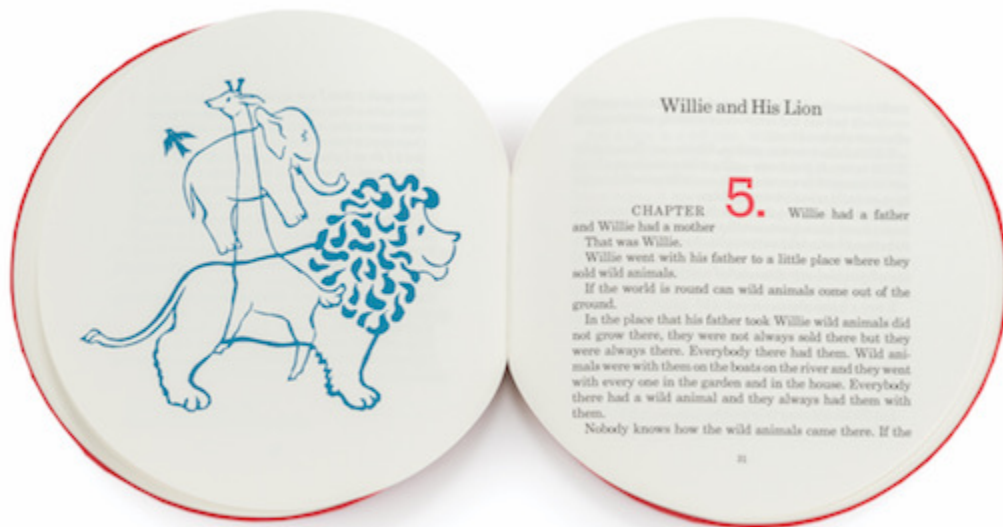 Willie and His Lion
CHAPTER 5. Willie had a father
and Willie had a mother
That was Willie.
Willie went with his father to a little place where they
sold wild animals.
If the world is round can wild animals come out of the
ground.
In the place that his father took Willie wild animals did
not grow there, they were not always sold there but they
were always there. Everybody there had them. Wild ani-
mals were with them on the boats on the river and they went
with every one in the garden and in the house. Everybody
there had a wild animal and they always had them with
them.
Nobody knows how the wild animals came there. If the
31